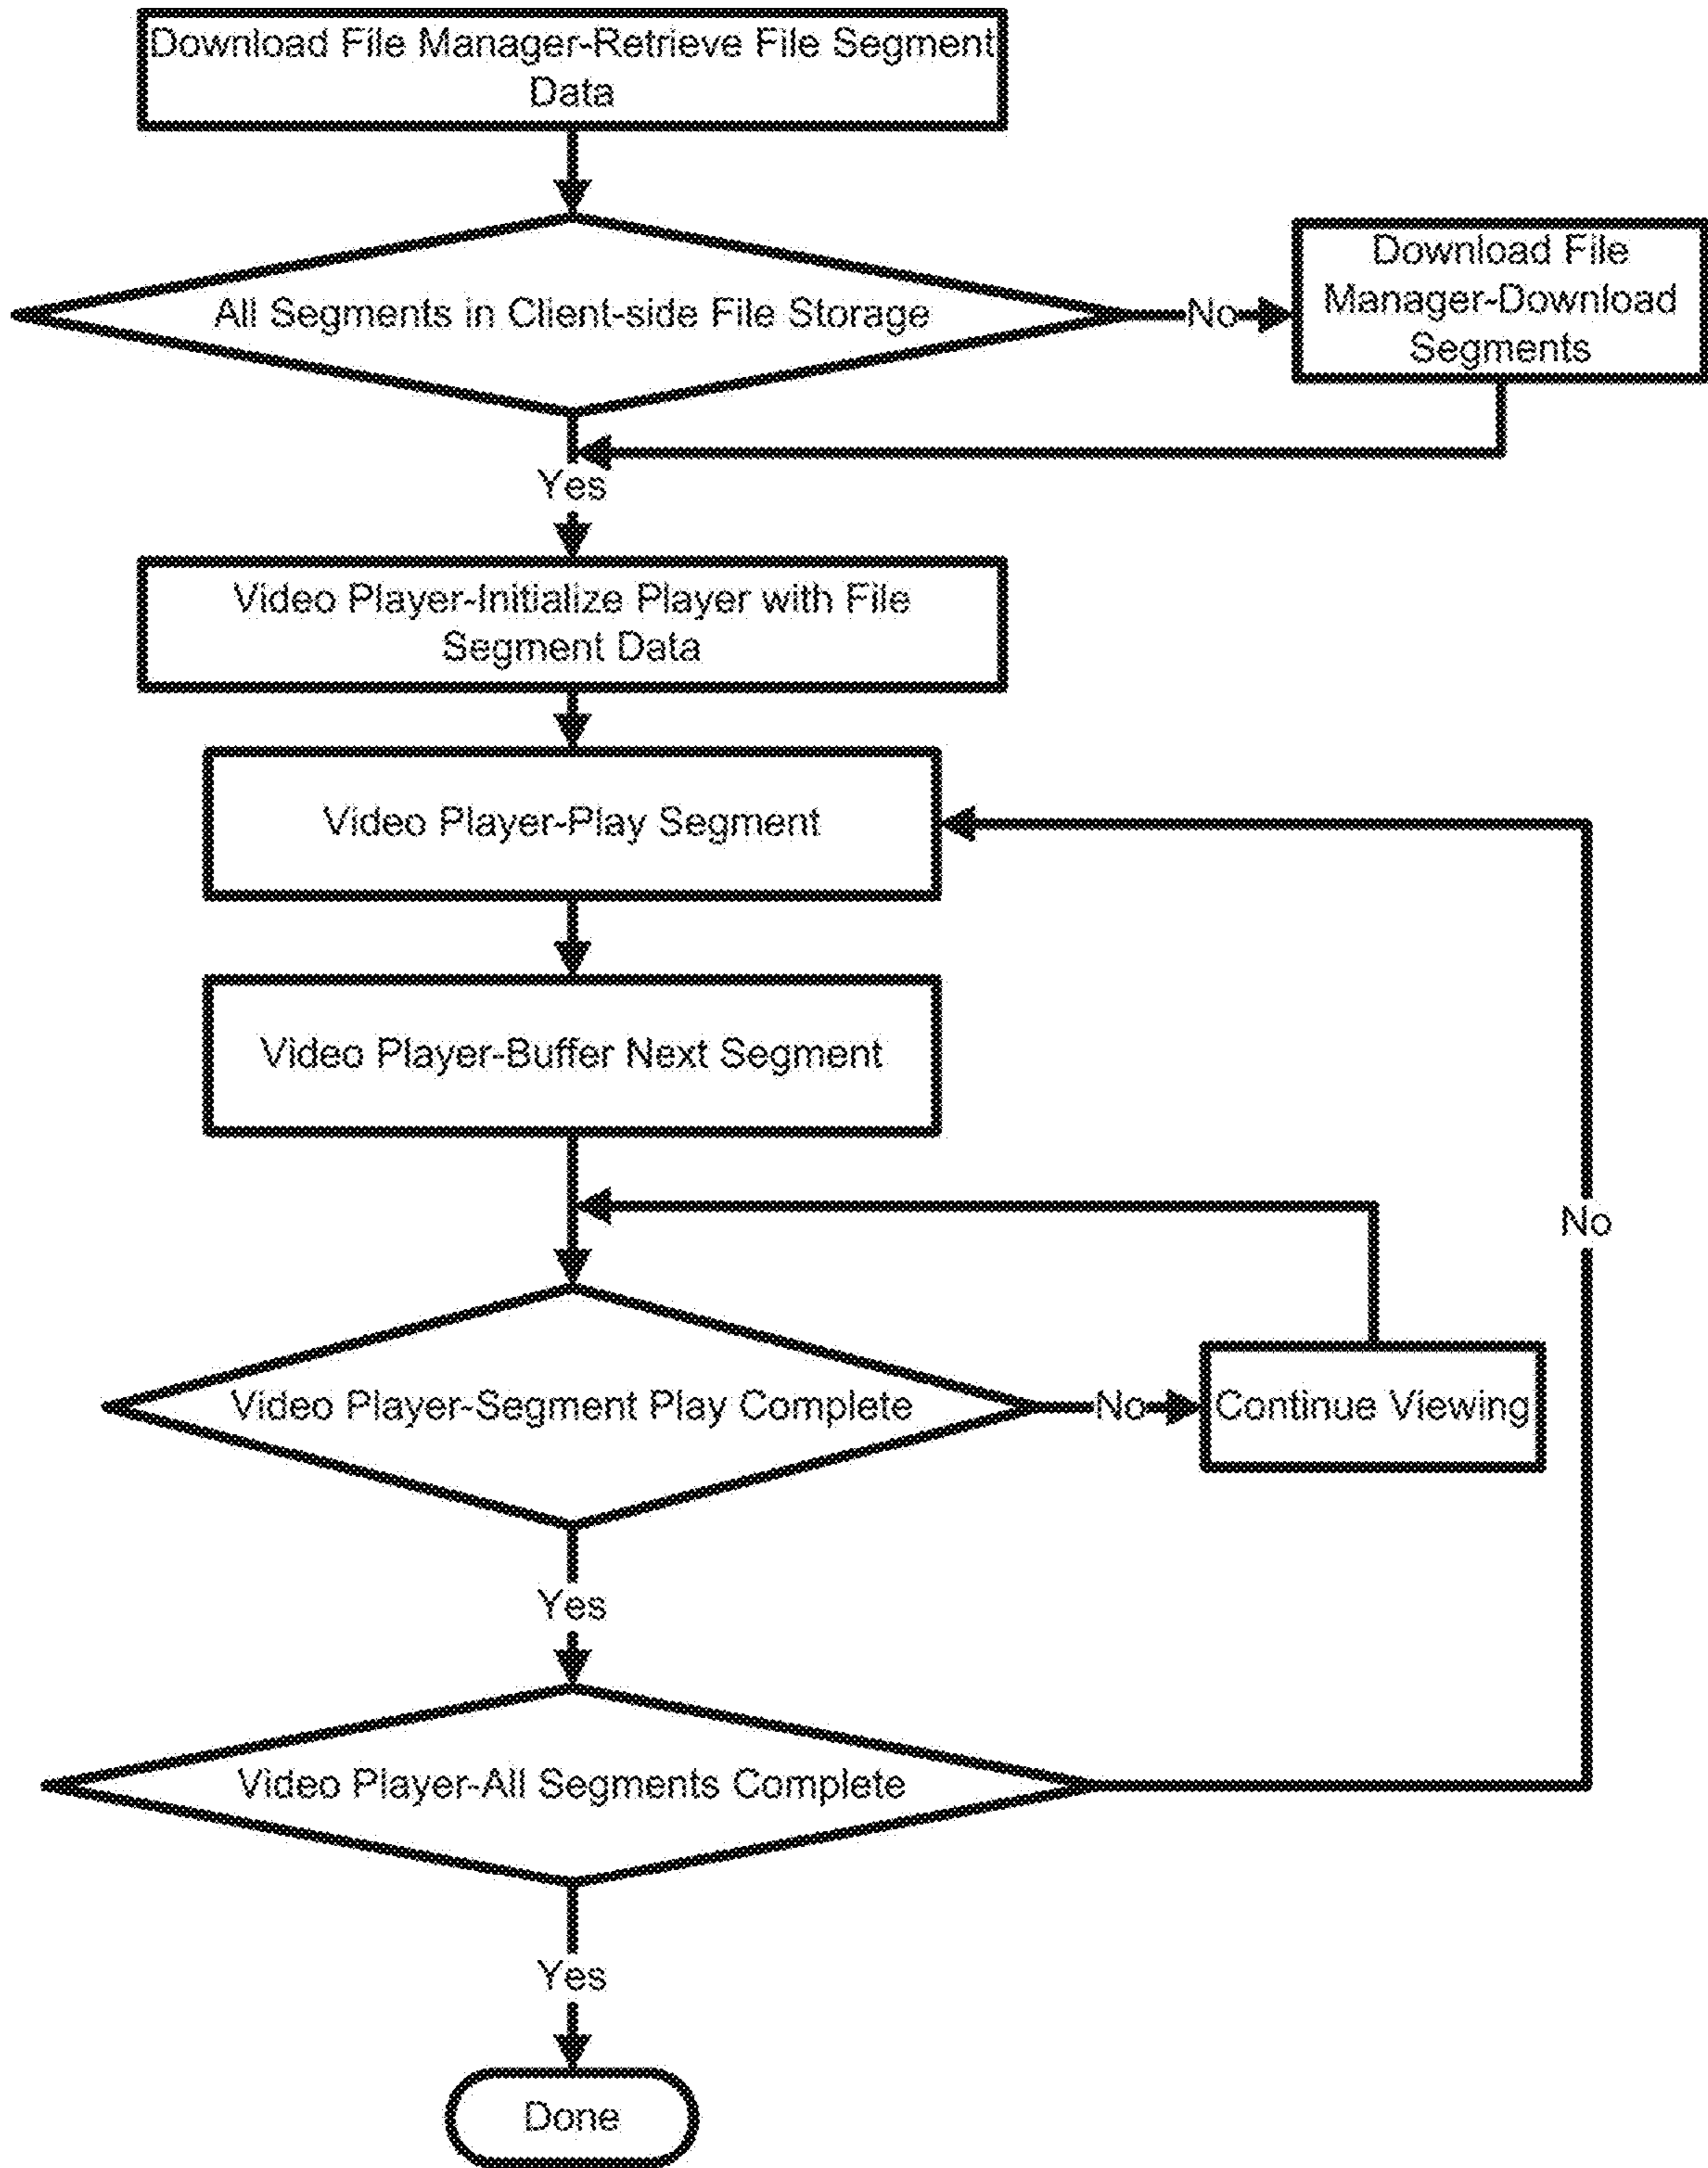 Download File Manager-Retrieve File Segment
Data
All Segments in Client-side File Storage
No
Download File
Manager-Download
Segments
Yes
Video Player-Initialize Player with File
Segment Data
Video Player-Play Segment
Video Player-Buffer Next Segment
No
Video Player-Segment Play Complete
No
Continue Viewing
Yes
Video Player-All Segments Complete
Yes
Done